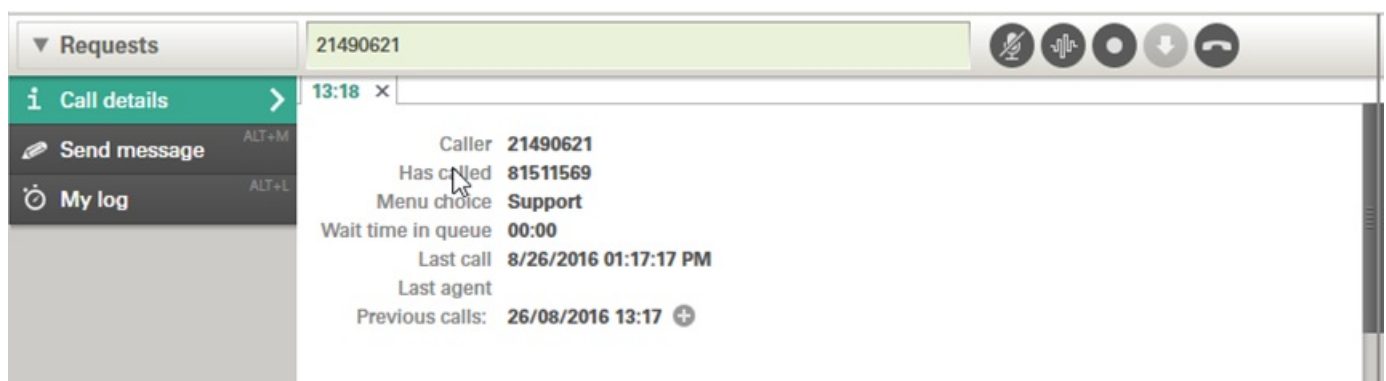 ▼ Requests 21490621
Call details 13:18 ×
Send message ALT+M
My log ALT+L
Caller 21490621
Has called 81511569
Menu choice Support
Wait time in queue 00:00
Last call 8/26/2016 01:17:17 PM
Last agent
Previous calls: 26/08/2016 13:17